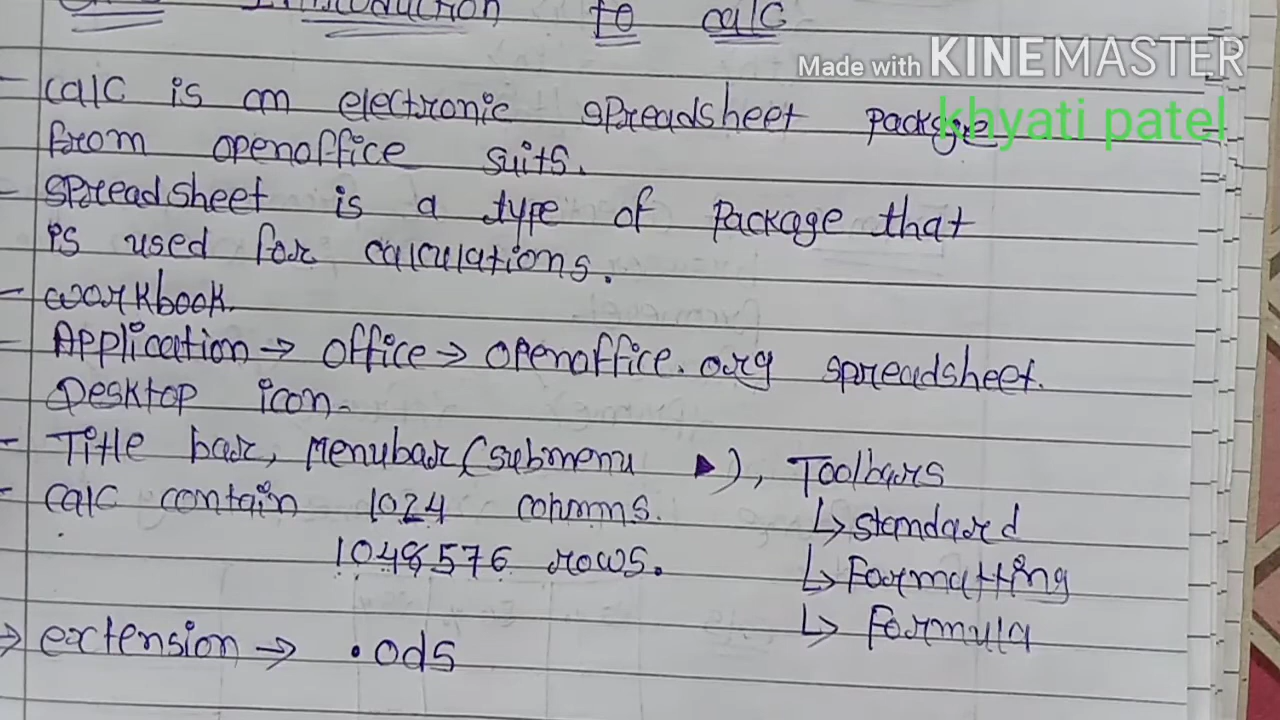 Introduction to calc
Made with KINEMASTER
khyati patel
- calc is an electronic spreadsheet package
from openoffice suits.
- spreadsheet is a type of package that
is used for calculations.
- workbook.
- Application → office → openoffice.org spreadsheet.
Desktop icon.
- Title bar, Menubar (submenu ▶), Toolbars
- calc contain 1024 columns.
↳ standard
1048576 rows.
↳ Formatting
↳ Formula
→ extension → .ods